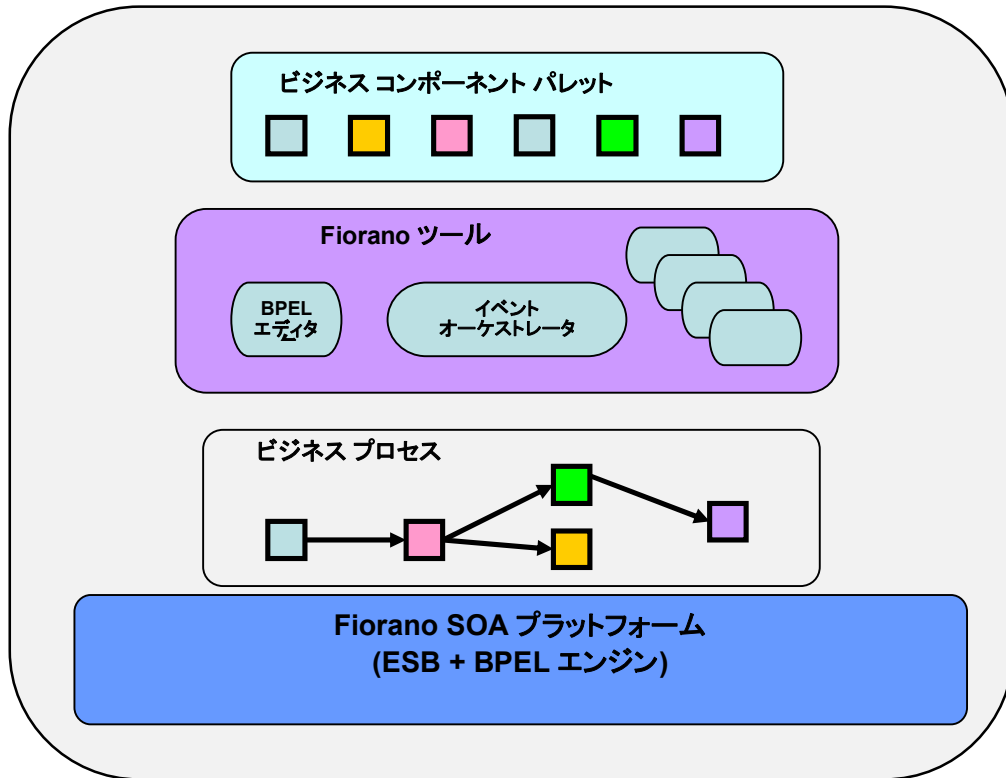 ビジネス コンポーネント パレット
Fiorano ツール
BPEL
エディタ
イベント
オーケストレータ
ビジネス プロセス
Fiorano SOA プラットフォーム
(ESB + BPEL エンジン)